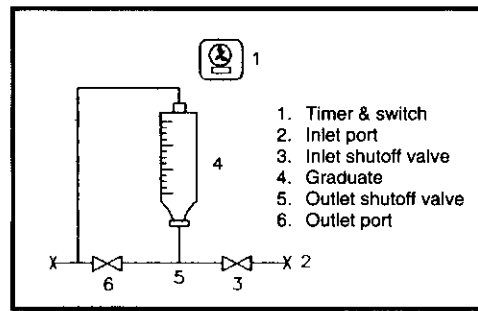 1
4
1. Timer & switch
2. Inlet port
3. Inlet shutoff valve
4. Graduate
5. Outlet shutoff valve
6. Outlet port
X
X 2
6
5
3